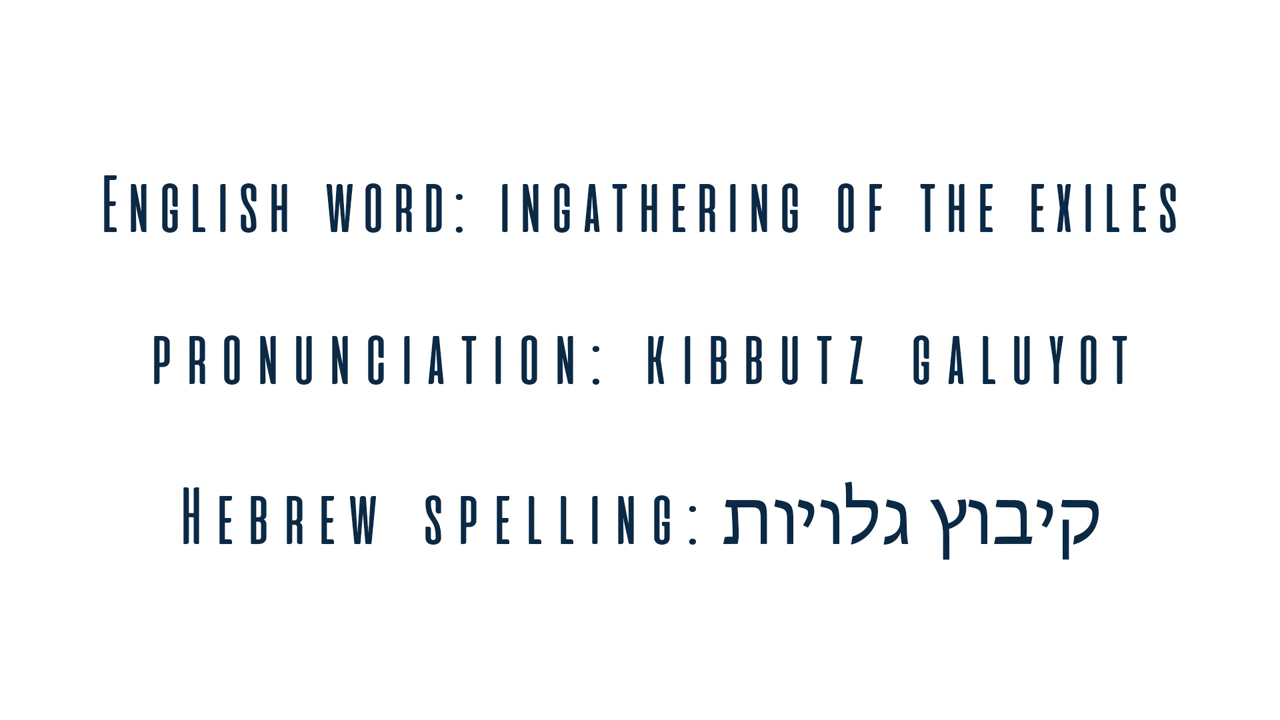 English word: ingathering of the exiles
pronunciation: kibbutz galuyot
Hebrew spelling: קיבוץ גלויות